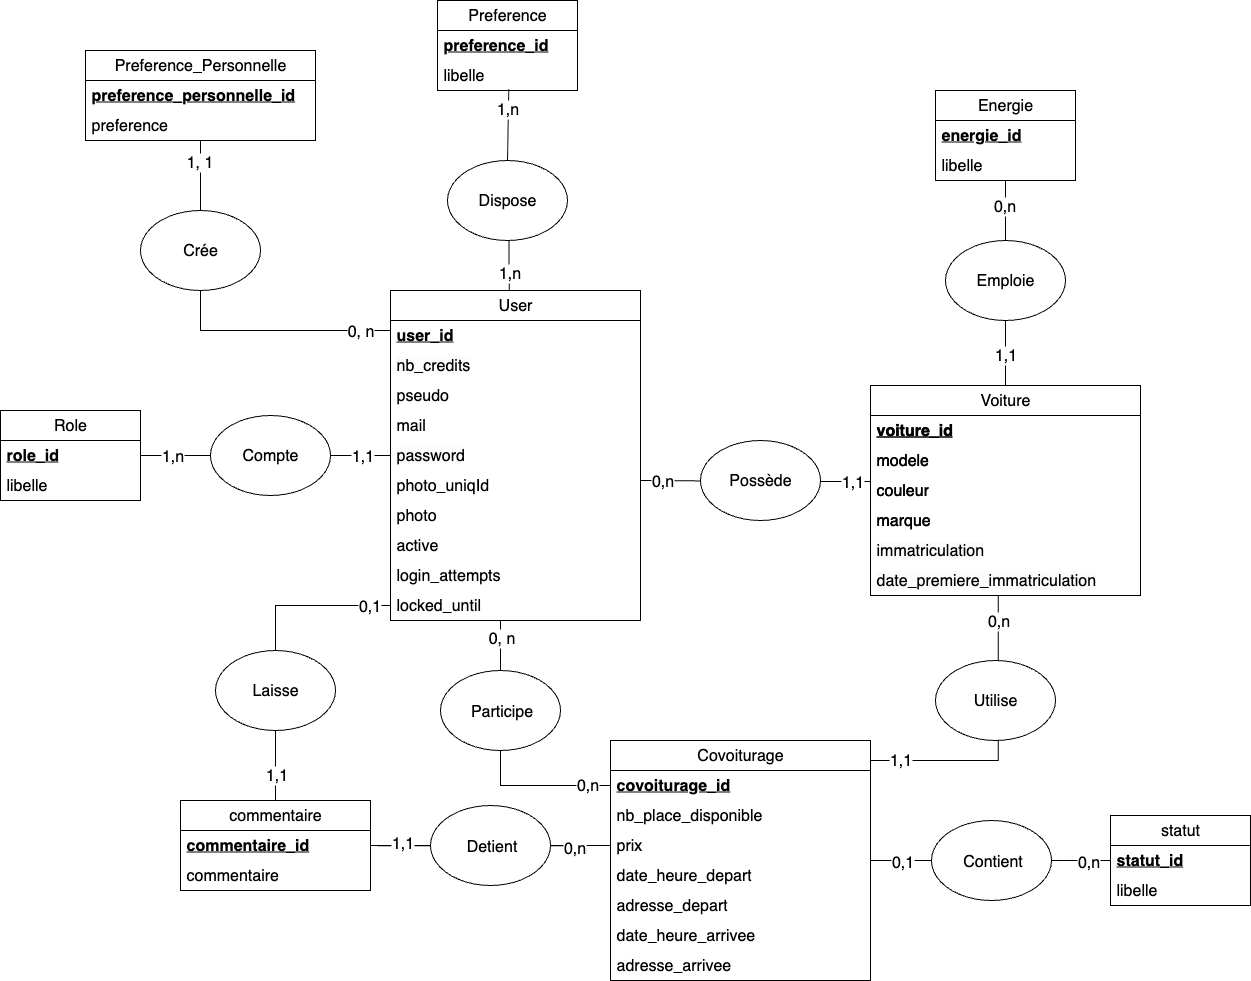 Preference
preference_id
libelle
Preference_Personnelle
preference_personnelle_id
preference
1,n
1, 1
Energie
energie_id
libelle
0,n
Dispose
Crée
1,n
Emploie
1,1
User
user_id
nb_credits
pseudo
mail
password
photo_uniqId
photo
active
login_attempts
locked_until
0, n
Role
role_id
libelle
1,n
Compte
1,1
0,n
Possède
1,1
Voiture
voiture_id
modele
couleur
marque
immatriculation
date_premiere_immatriculation
0,1
0, n
0,n
Laisse
Participe
Utilise
1,1
0,n
1,1
commentaire
commentaire_id
commentaire
1,1
Detient
0,n
Covoiturage
covoiturage_id
nb_place_disponible
prix
date_heure_depart
adresse_depart
date_heure_arrivee
adresse_arrivee
0,1
Contient
0,n
statut
statut_id
libelle